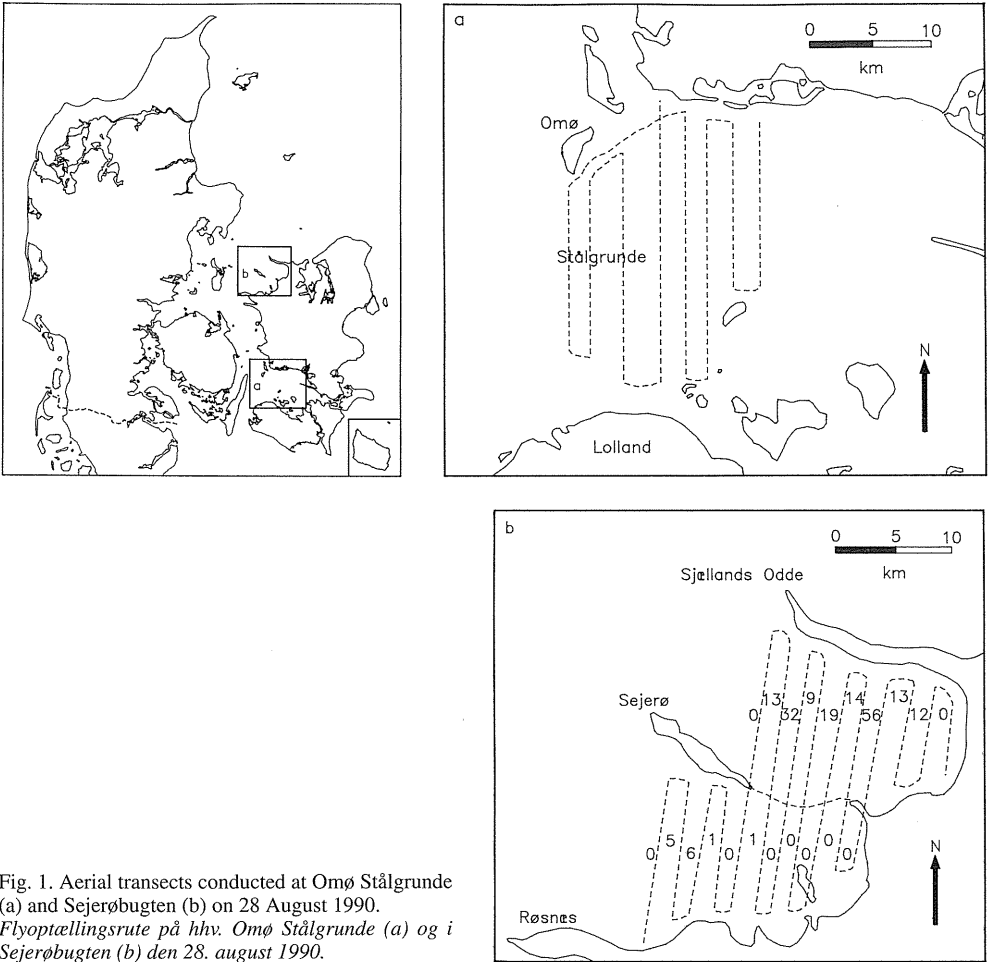 a
0 5 10
km
Omø
Stålgrunde
N
Lolland
b
0 5 10
km
Sjællands Odde
Sejerø
0 13 32 9 19 14 56 13 12 0
0 5 6 1 0 1 0 0 0 0 0
N
Røsnæs
Fig. 1. Aerial transects conducted at Omø Stålgrunde
(a) and Sejerøbugten (b) on 28 August 1990.
Flyoptællingsrute på hhv. Omø Stålgrunde (a) og i
Sejerøbugten (b) den 28. august 1990.